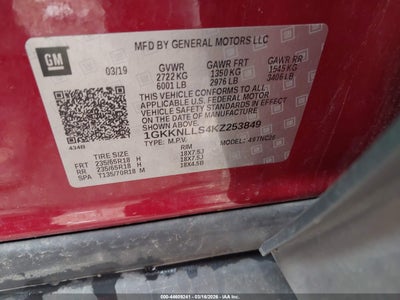 MFD BY GENERAL MOTORS LLC
GM
03/19
GVWR
GAWR FRT
GAWR RR
2722 KG
1350 KG
1545 KG
6001 LB
2976 LB
3406 LB
THIS VEHICLE CONFORMS TO ALL APPLICABLE
U.S. FEDERAL MOTOR
VEHICLE SAFETY STANDARDS IN EFFECT
ON THE DATE OF MANUFACTURE SHOWN ABOVE.
1GKKNLLS4KZ253849
TYPE: M.P.V.
MODEL:
4348
TIRE SIZE
RIM
FRT 235/65R18 H
18X7.5J
RR 235/65R18 H
18X7.5J
SPA T135/70R18 M
18X4.5B
000-44609241 | 03/16/2026 | IAA